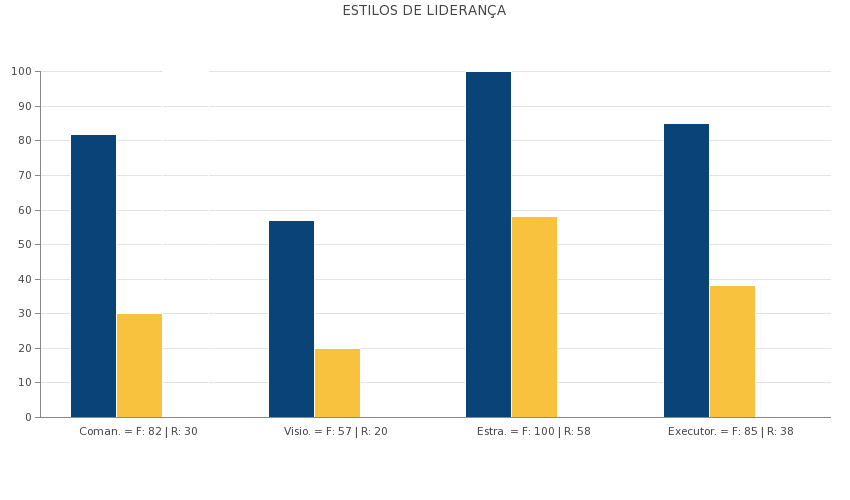 ESTILOS DE LIDERANÇA
100
90
80
70
60
50
40
30
20
10
0
Coman. = F: 82 | R: 30
Visio. = F: 57 | R: 20
Estra. = F: 100 | R: 58
Executor. = F: 85 | R: 38